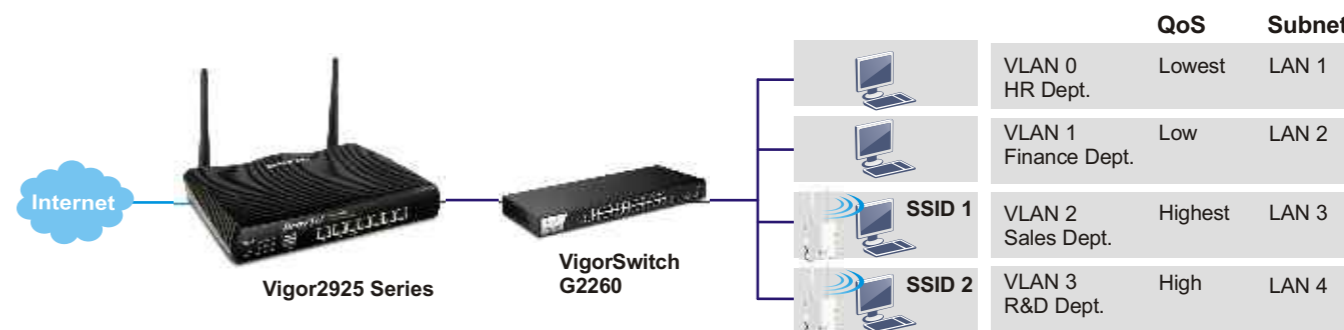 QoS Subnet
VLAN 0 Lowest LAN 1
HR Dept.
VLAN 1 Low LAN 2
Finance Dept.
Internet
SSID 1 VLAN 2 Highest LAN 3
Sales Dept.
VigorSwitch
G2260
Vigor2925 Series
SSID 2 VLAN 3 High LAN 4
R&D Dept.